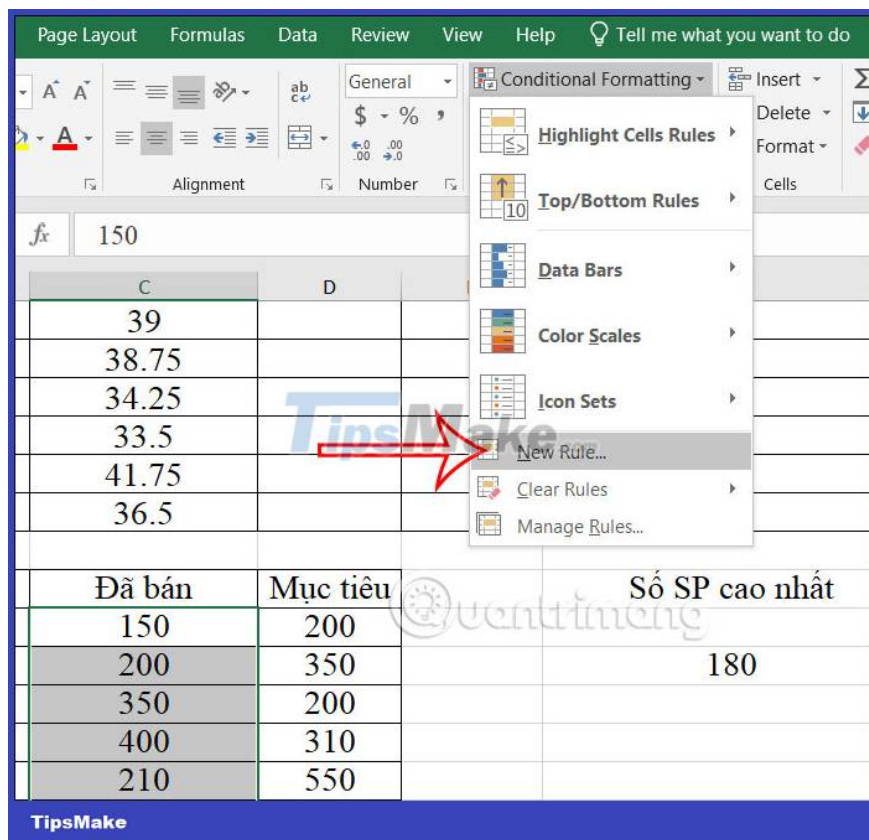 Page Layout Formulas Data Review View Help Tell me what you want to do
General Conditional Formatting Insert
Delete
Format
Alignment Number Cells
Highlight Cells Rules
Top/Bottom Rules
Data Bars
Color Scales
Icon Sets
New Rule...
Clear Rules
Manage Rules...
fx 150
C D
39
38.75
34.25
33.5
41.75
36.5
TipsMake
Đã bán Mục tiêu Số SP cao nhất
Quantrimang
150 200
200 350 180
350 200
400 310
210 550
TipsMake